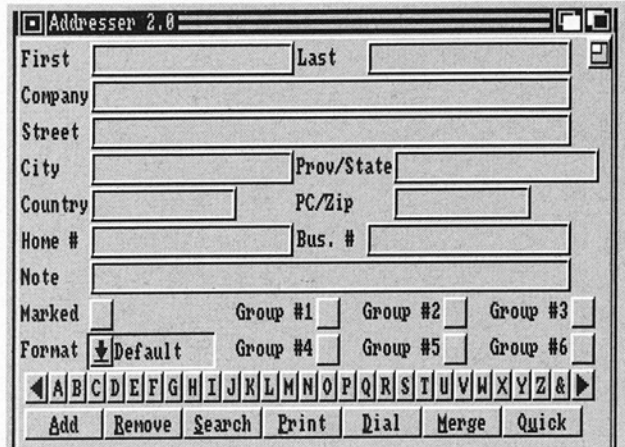 Addresser 2.0
First Last
Company
Street
City Prov/State
Country PC/Zip
Home # Bus. #
Note
Marked Group #1 Group #2 Group #3
Format Default Group #4 Group #5 Group #6
A B C D E F G H I J K L M N O P Q R S T U V W X Y Z &
Add Remove Search Print Dial Merge Quick